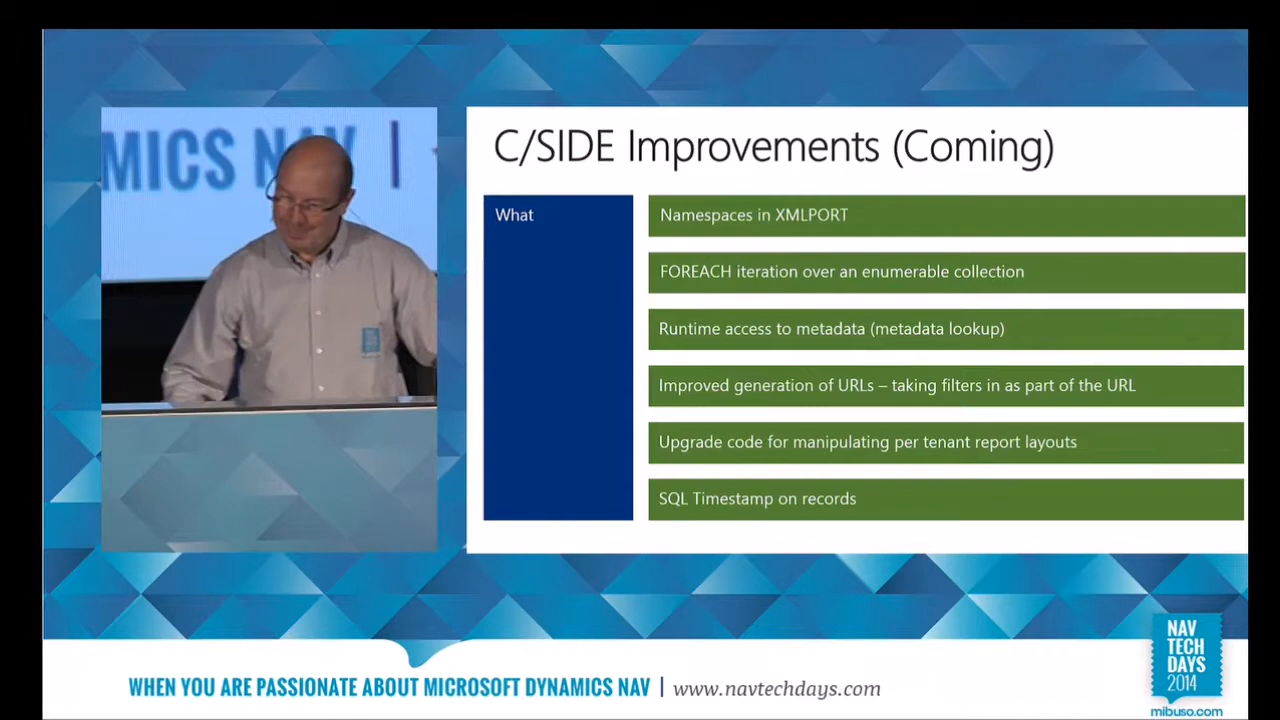 MICS NAV |
C/SIDE Improvements (Coming)
What
Namespaces in XMLPORT
FOREACH iteration over an enumerable collection
Runtime access to metadata (metadata lookup)
Improved generation of URLs – taking filters in as part of the URL
Upgrade code for manipulating per tenant report layouts
SQL Timestamp on records
WHEN YOU ARE PASSIONATE ABOUT MICROSOFT DYNAMICS NAV | www.navtechdays.com
NAV
TECH
DAYS
2014
mibuso.com